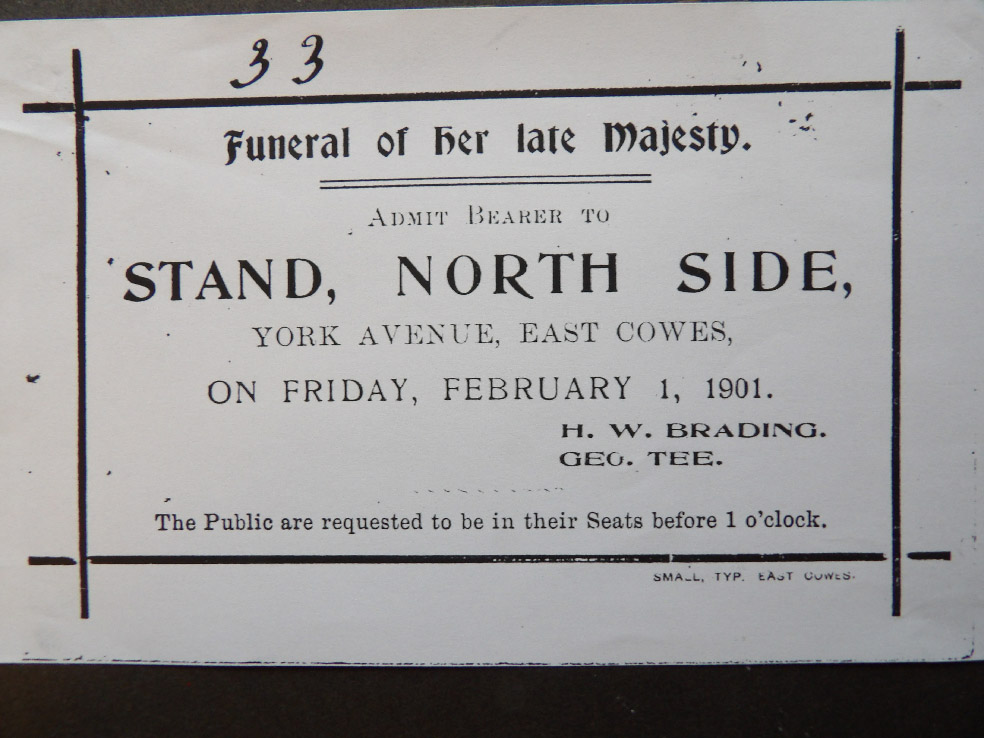 33
Funeral of her late Majesty.
ADMIT BEARER TO
STAND, NORTH SIDE,
YORK AVENUE, EAST COWES,
ON FRIDAY, FEBRUARY 1, 1901.
H. W. BRADING.
GEO. TEE.
The Public are requested to be in their Seats before 1 o'clock.
SMALL, TYP. EAST COWES.